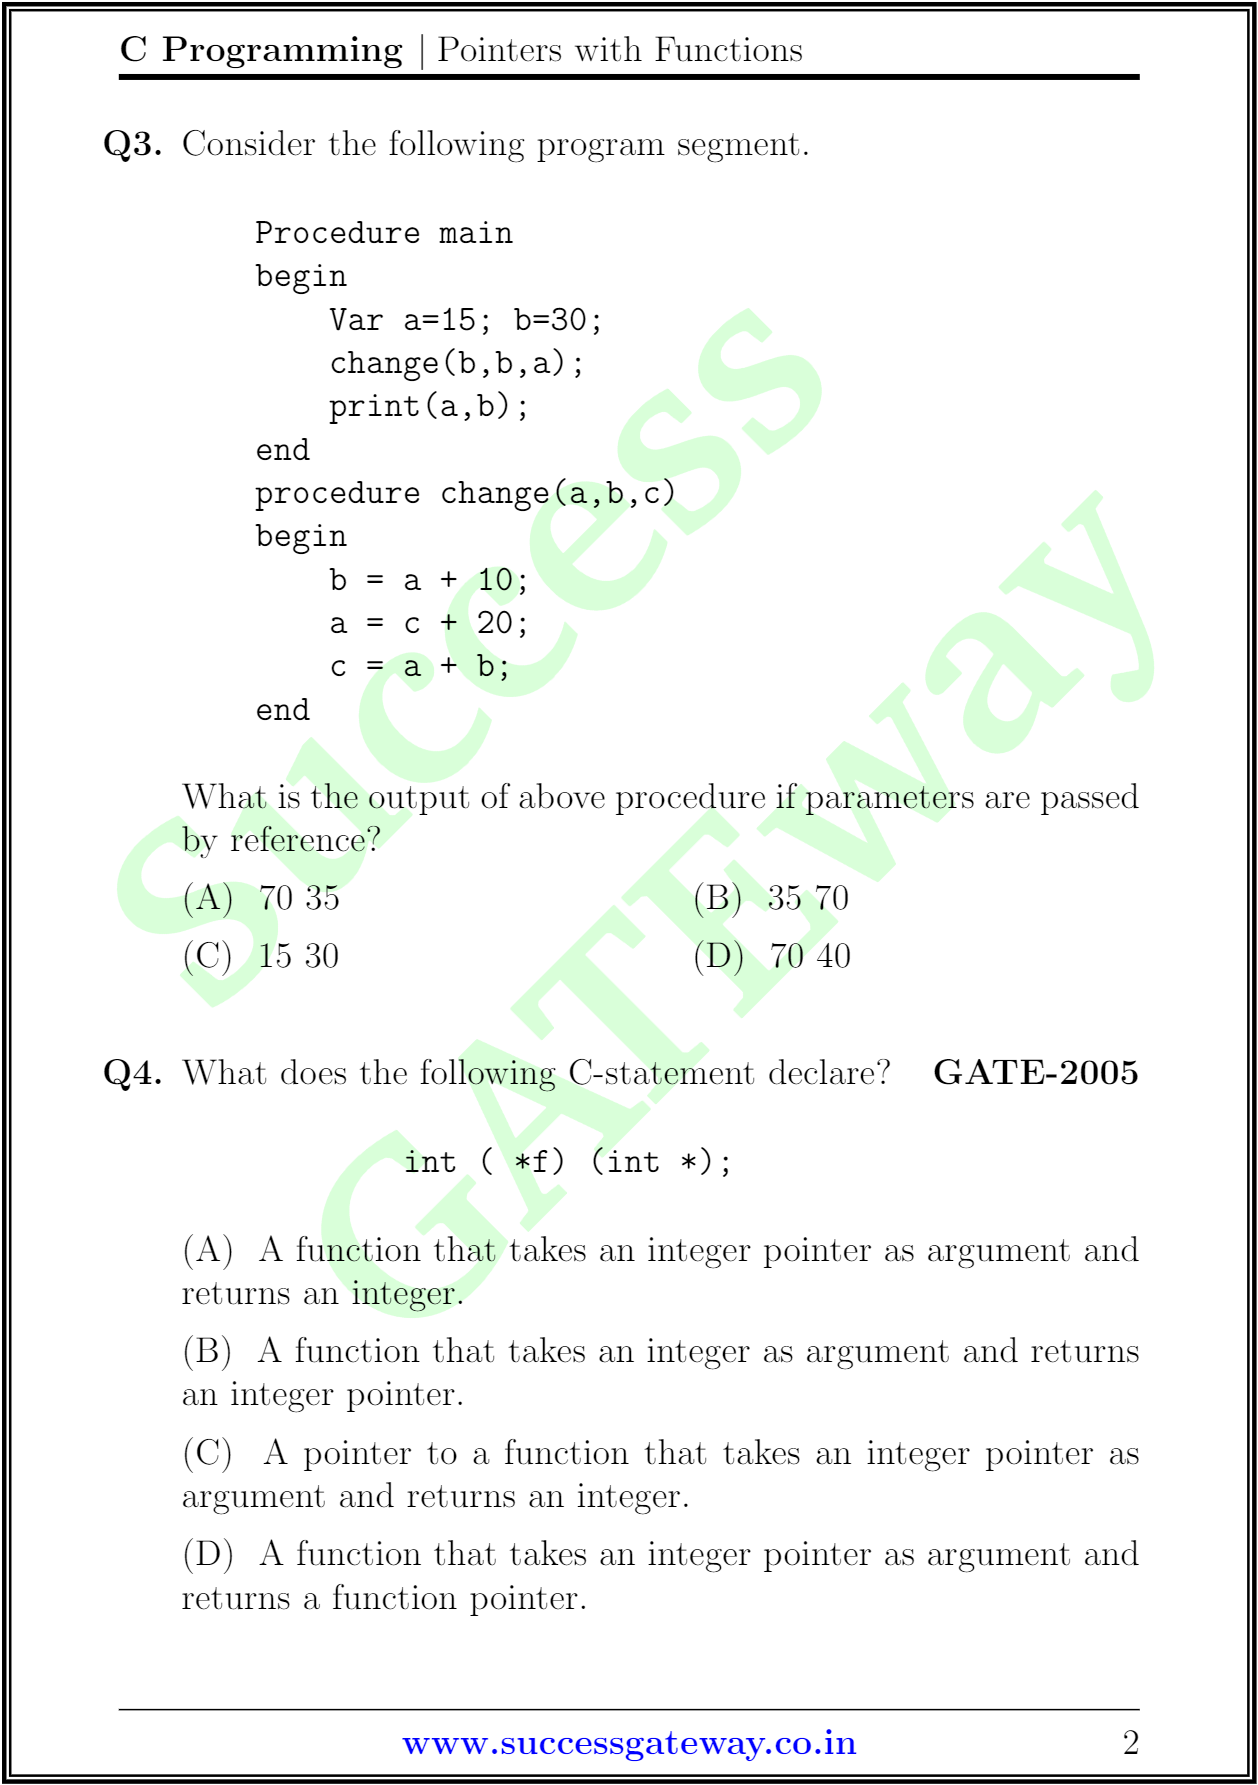 C Programming | Pointers with Functions
Q3. Consider the following program segment.
Procedure main
begin
    Var a=15; b=30;
    change(b,b,a);
    print(a,b);
end
procedure change(a,b,c)
begin
    b = a + 10;
    a = c + 20;
    c = a + b;
end
What is the output of above procedure if parameters are passed
by reference?
(A) 70 35 (B) 35 70
(C) 15 30 (D) 70 40
Q4. What does the following C-statement declare? GATE-2005
int ( *f) (int *);
(A) A function that takes an integer pointer as argument and
returns an integer.
(B) A function that takes an integer as argument and returns
an integer pointer.
(C) A pointer to a function that takes an integer pointer as
argument and returns an integer.
(D) A function that takes an integer pointer as argument and
returns a function pointer.
Success
GATEway
www.successgateway.co.in 2